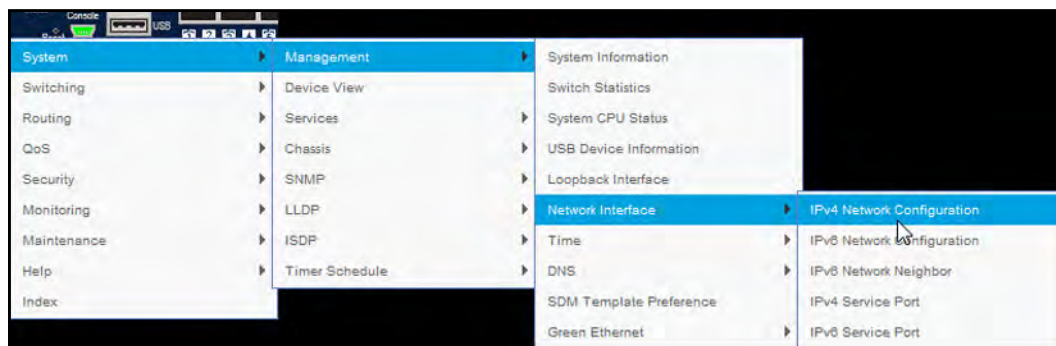 Console
USB
System
Switching
Routing
QoS
Security
Monitoring
Maintenance
Help
Index
Management
Device View
Services
Chassis
SNMP
LLDP
ISDP
Timer Schedule
System Information
Switch Statistics
System CPU Status
USB Device Information
Loopback Interface
Network Interface
Time
DNS
SDM Template Preference
Green Ethernet
IPv4 Network Configuration
IPv6 Network Configuration
IPv6 Network Neighbor
IPv4 Service Port
IPv6 Service Port